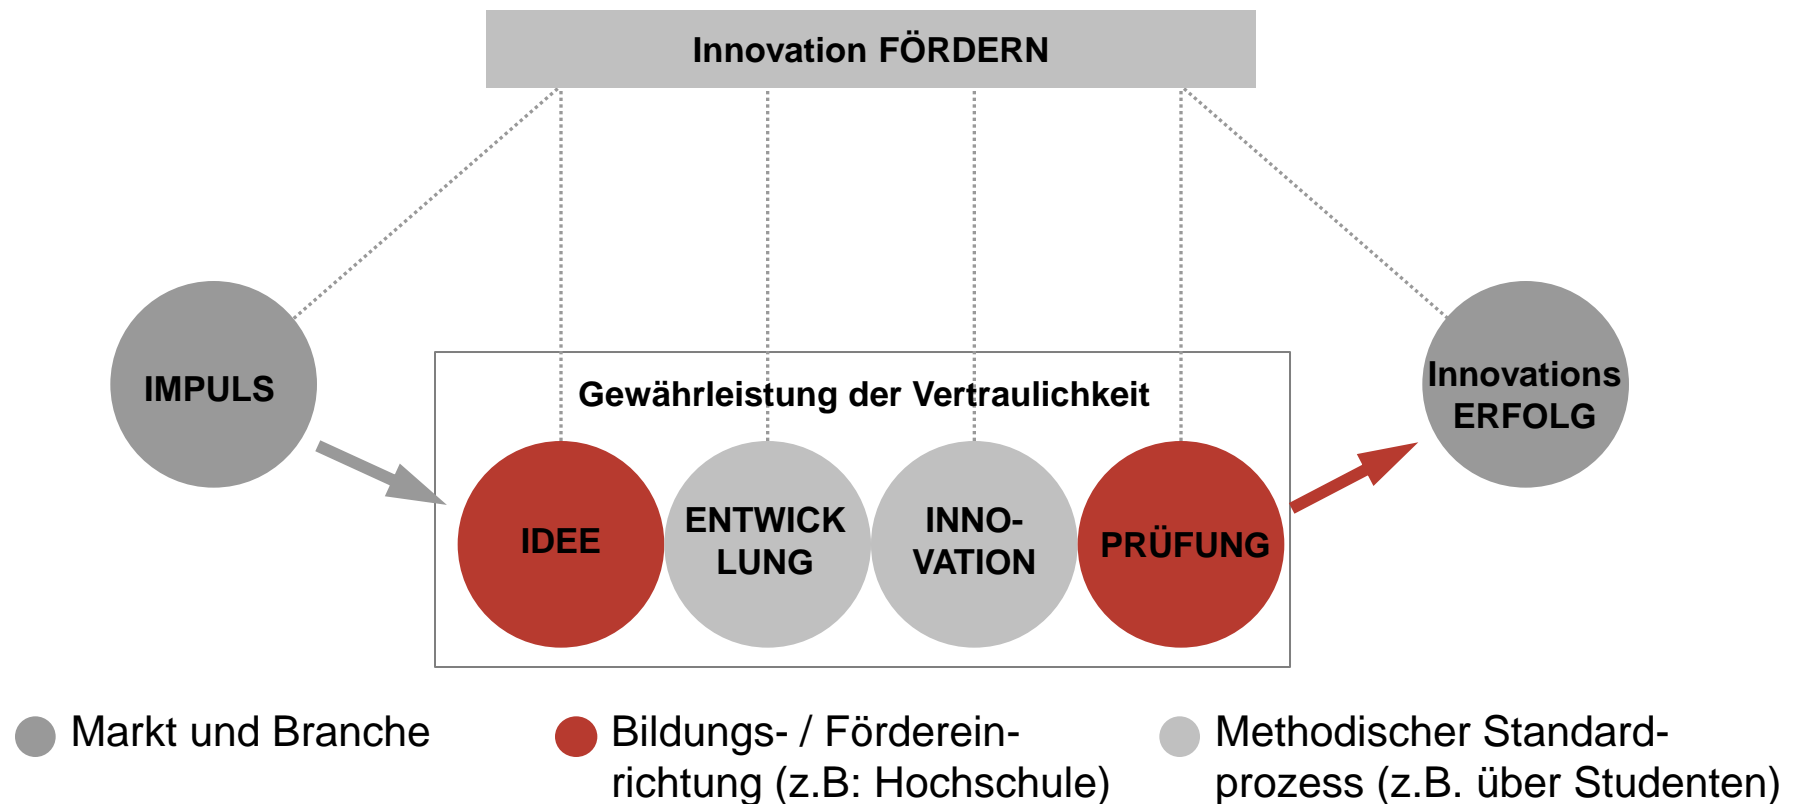 Innovation FÖRDERN
IMPULS
Innovations
ERFOLG
Gewährleistung der Vertraulichkeit
IDEE
ENTWICK
LUNG
INNO-
VATION
PRÜFUNG
Markt und Branche
Bildungs- / Förderein-
richtung (z.B: Hochschule)
Methodischer Standard-
prozess (z.B. über Studenten)